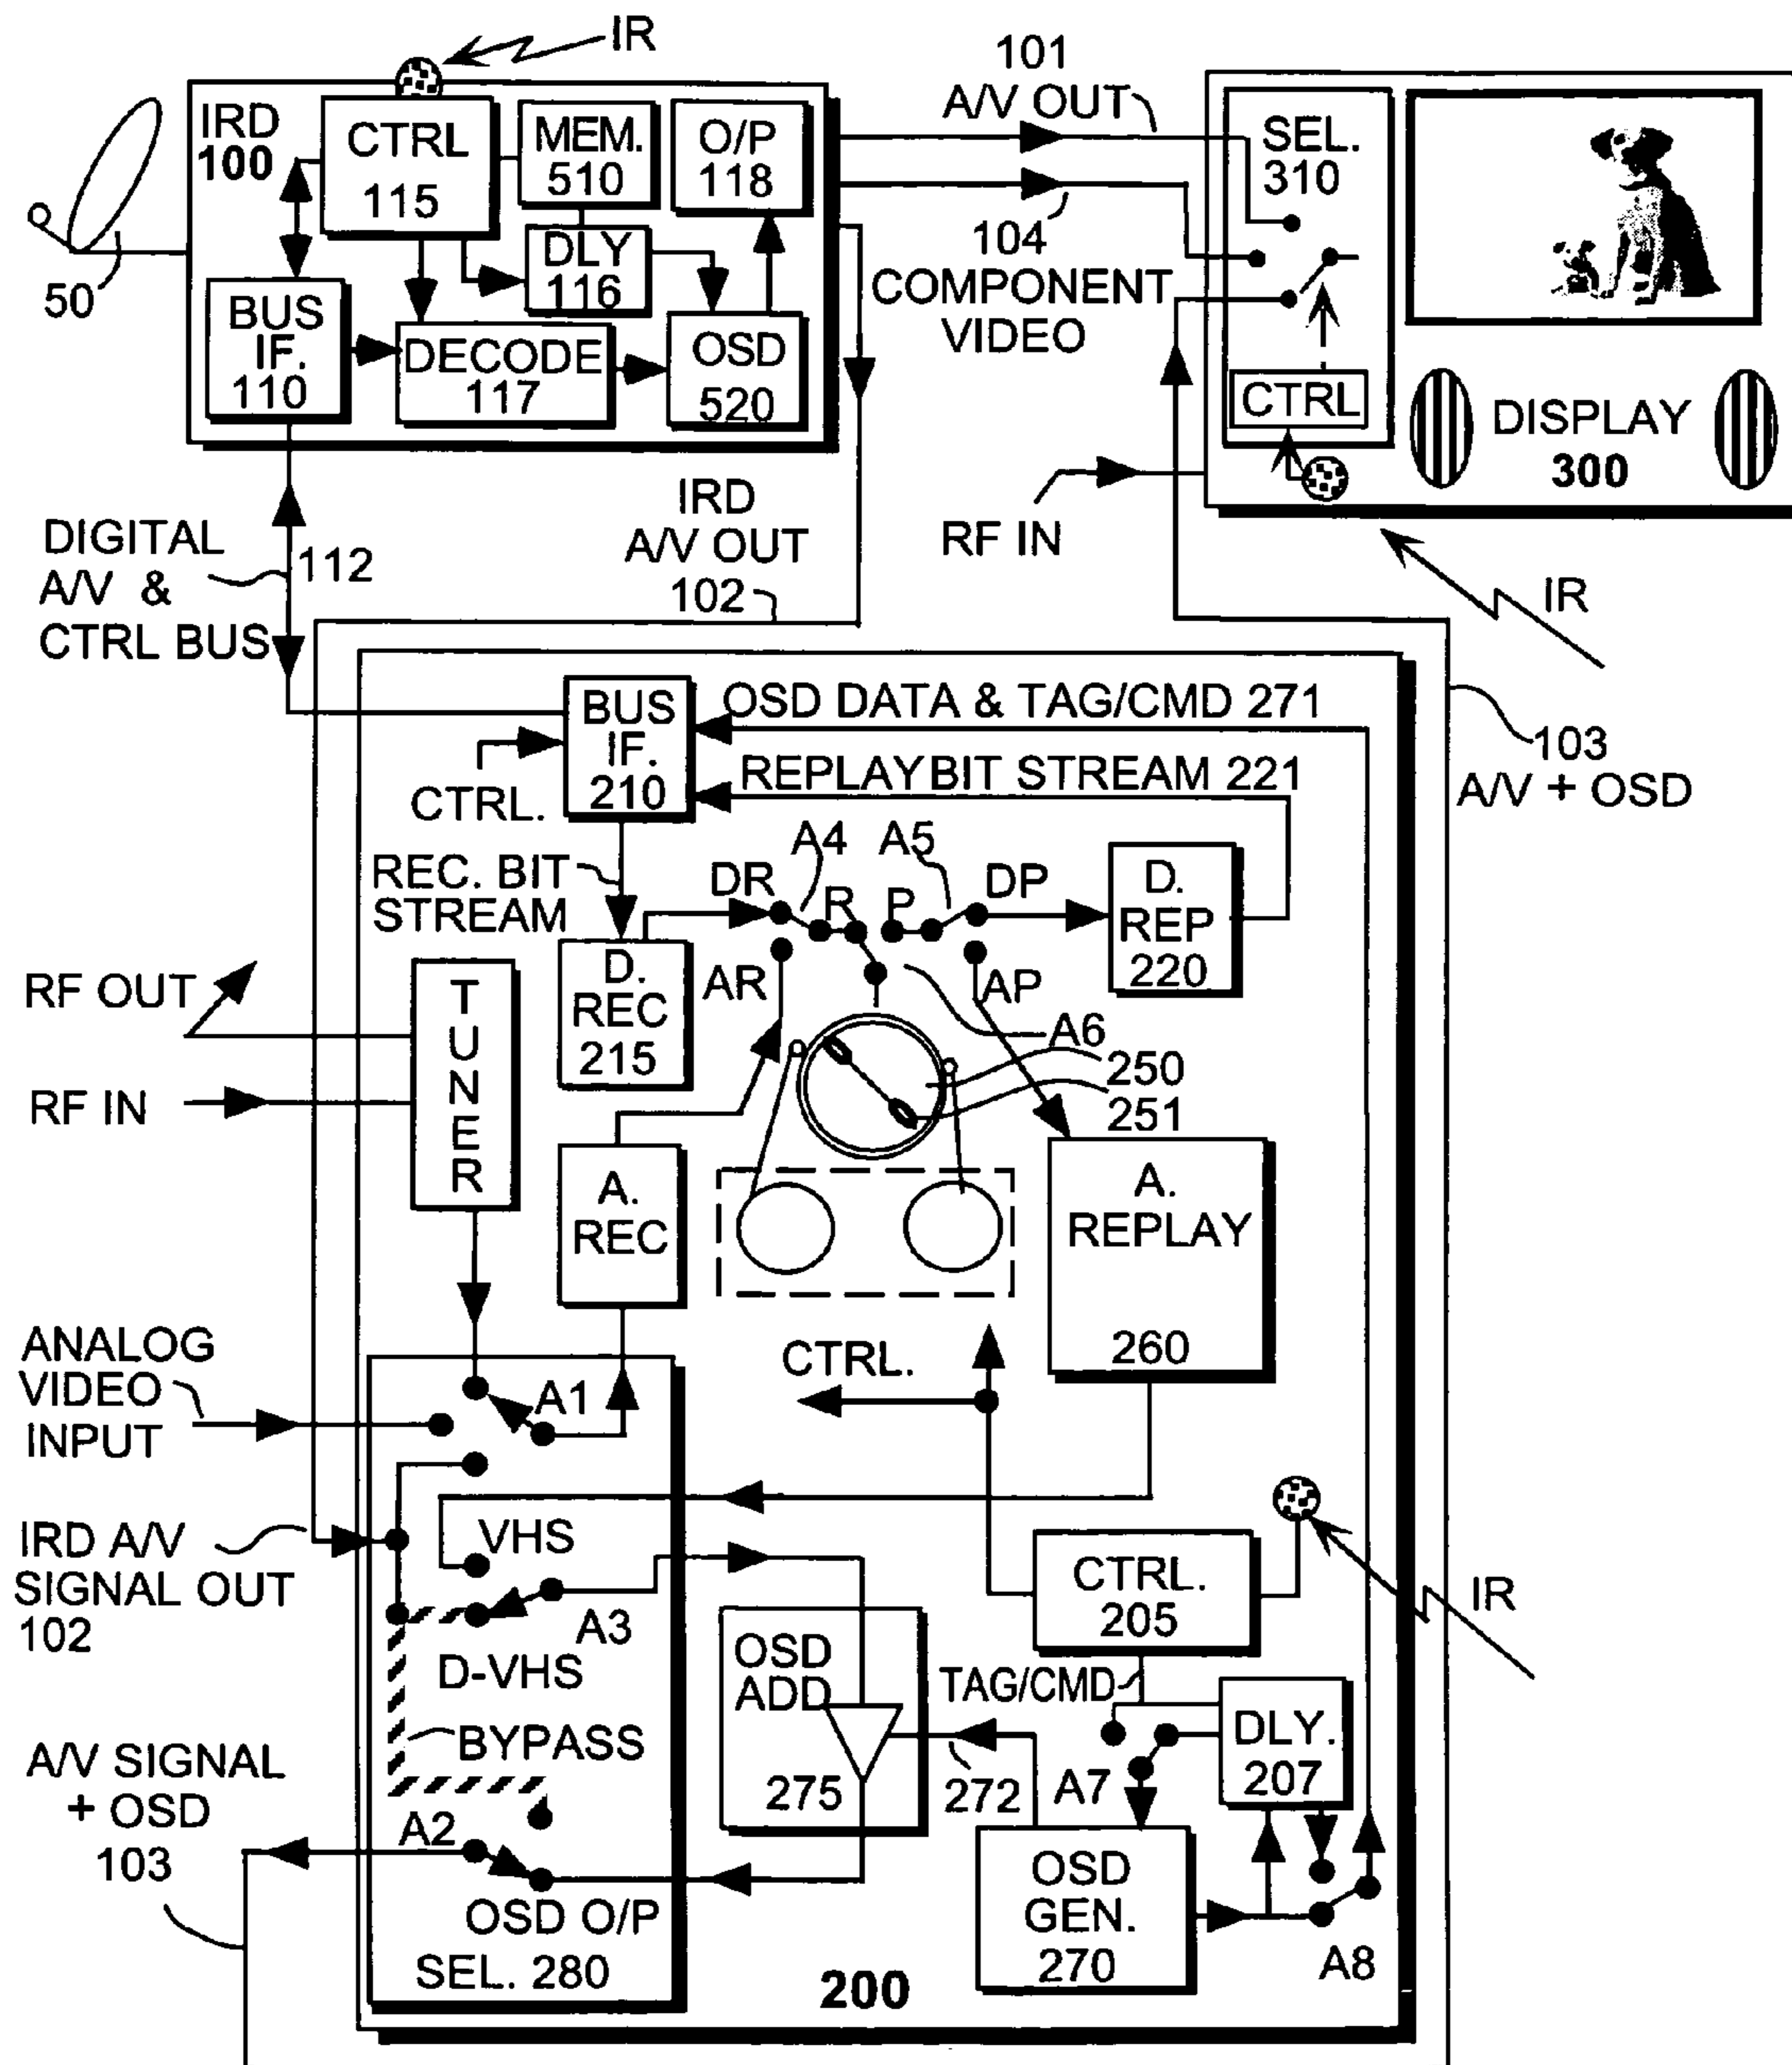 IR
IRD
100
CTRL
115
MEM.
510
O/P
118
DLY
116
BUS
IF.
110
DECODE
117
OSD
520
50
101
A/V OUT
104
COMPONENT
VIDEO
SEL.
310
CTRL
DISPLAY
300
RF IN
IR
IRD
A/V OUT
102
DIGITAL
A/V &
CTRL BUS
112
103
A/V + OSD
BUS
IF.
210
OSD DATA & TAG/CMD 271
REPLAYBIT STREAM 221
CTRL.
REC. BIT
STREAM
DR
A4
R
A5
P
DP
D.
REP
220
D.
REC
215
AR
AP
A6
250
251
RF OUT
RF IN
TUNER
A.
REC
A.
REPLAY
260
CTRL.
ANALOG
VIDEO
INPUT
A1
IRD A/V
SIGNAL OUT
102
VHS
A3
D-VHS
BYPASS
CTRL.
205
IR
OSD
ADD
275
TAG/CMD
DLY.
207
272
A7
A/V SIGNAL
+ OSD
103
A2
OSD O/P
SEL. 280
200
OSD
GEN.
270
A8